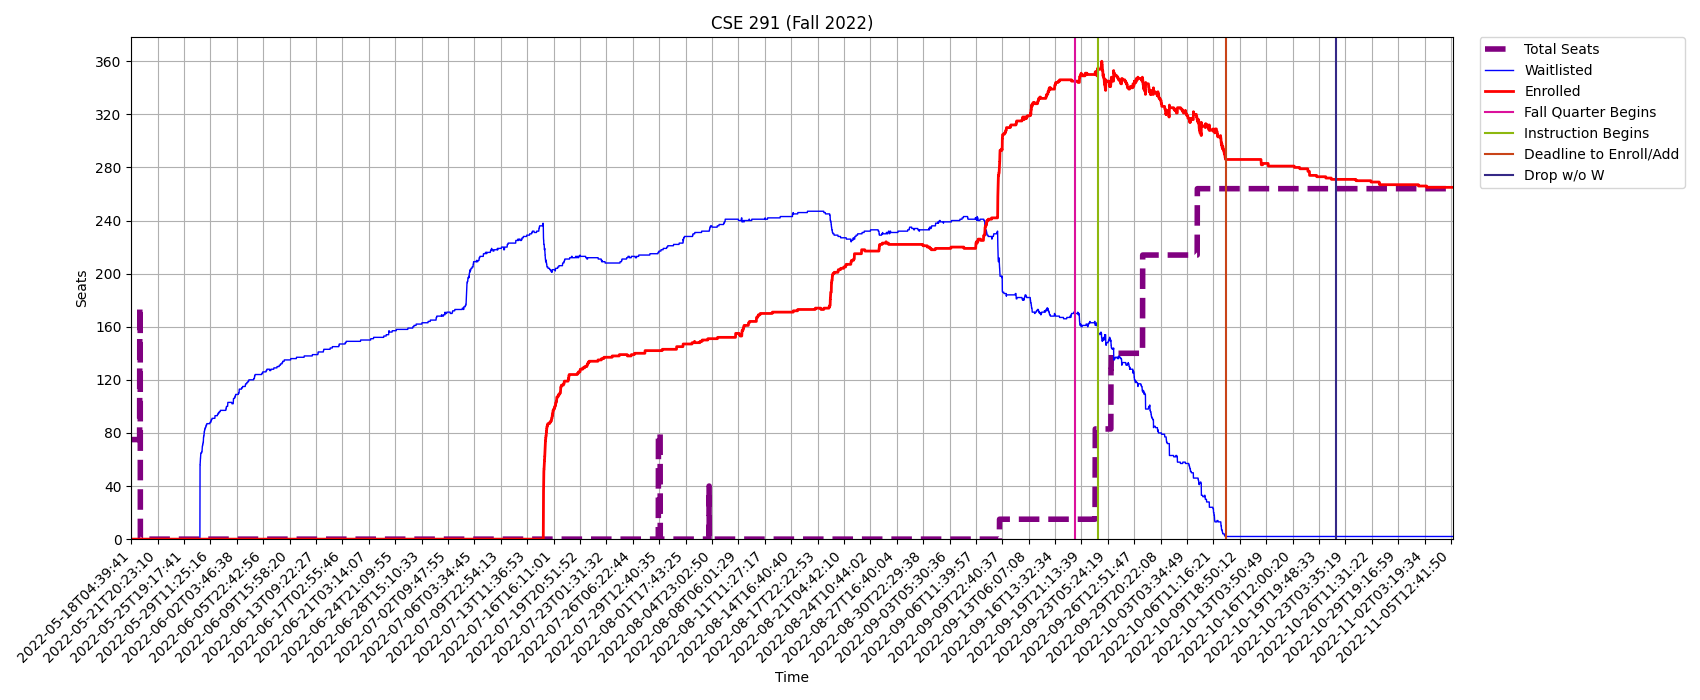 CSE 291 (Fall 2022)
Total Seats
Waitlisted
Enrolled
Fall Quarter Begins
Instruction Begins
Deadline to Enroll/Add
Drop w/o W
Seats
360
320
280
240
200
160
120
80
40
0
2022-05-18T04:39:41
2022-05-21T20:23:10
2022-05-25T19:17:41
2022-05-29T11:25:16
2022-06-02T03:46:38
2022-06-05T22:42:56
2022-06-09T15:58:20
2022-06-13T09:22:27
2022-06-17T02:55:46
2022-06-21T03:14:07
2022-06-24T21:09:55
2022-06-28T15:10:33
2022-07-02T09:47:55
2022-07-06T03:34:45
2022-07-09T22:54:13
2022-07-13T11:36:53
2022-07-16T16:11:01
2022-07-19T20:51:52
2022-07-23T01:31:32
2022-07-26T06:22:44
2022-07-29T12:40:35
2022-08-01T17:43:25
2022-08-04T23:02:50
2022-08-08T06:01:29
2022-08-11T11:27:17
2022-08-14T16:40:40
2022-08-17T22:22:53
2022-08-21T04:42:10
2022-08-24T10:44:02
2022-08-27T16:40:04
2022-08-30T22:29:38
2022-09-03T05:30:36
2022-09-06T11:39:57
2022-09-09T22:40:37
2022-09-13T06:07:08
2022-09-16T13:32:34
2022-09-19T21:13:39
2022-09-23T05:24:19
2022-09-26T12:51:47
2022-09-29T20:22:08
2022-10-03T03:34:49
2022-10-06T11:16:21
2022-10-09T18:50:12
2022-10-13T03:50:49
2022-10-16T12:00:20
2022-10-19T19:48:33
2022-10-23T03:35:19
2022-10-26T11:31:22
2022-10-29T19:16:59
2022-11-02T03:19:34
2022-11-05T12:41:50
Time